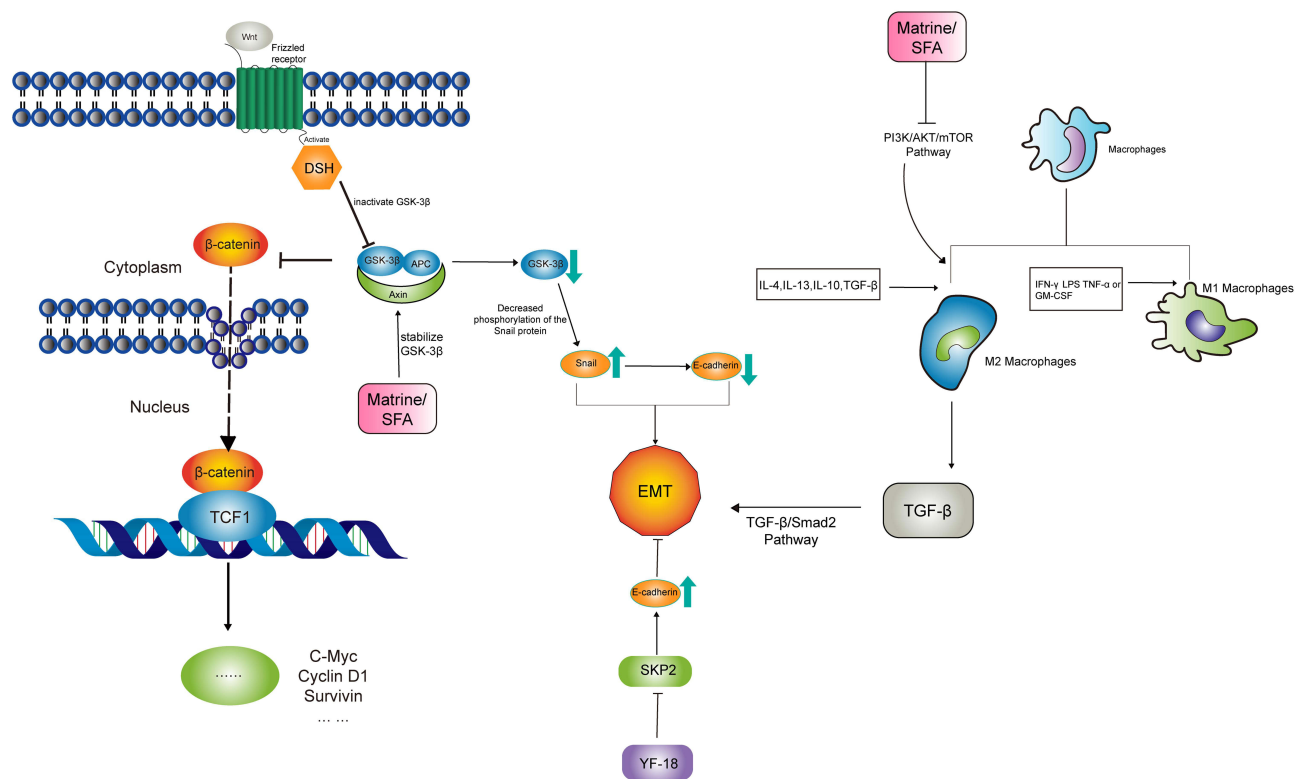 Wnt
Frizzled
receptor
Activate
DSH
inactivate GSK-3β
β-catenin
Cytoplasm
GSK-3β
APC
Axin
GSK-3β
Decreased
phosphorylation of the
Snail protein
stabilize
GSK-3β
Snail
E-cadherin
Nucleus
Matrine/
SFA
β-catenin
TCF1
EMT
E-cadherin
SKP2
YF-18
......
C-Myc
Cyclin D1
Survivin
... ...
Matrine/
SFA
PI3K/AKT/mTOR
Pathway
Macrophages
IL-4,IL-13,IL-10,TGF-β
IFN-γ LPS TNF-α or
GM-CSF
M1 Macrophages
M2 Macrophages
TGF-β
TGF-β/Smad2
Pathway